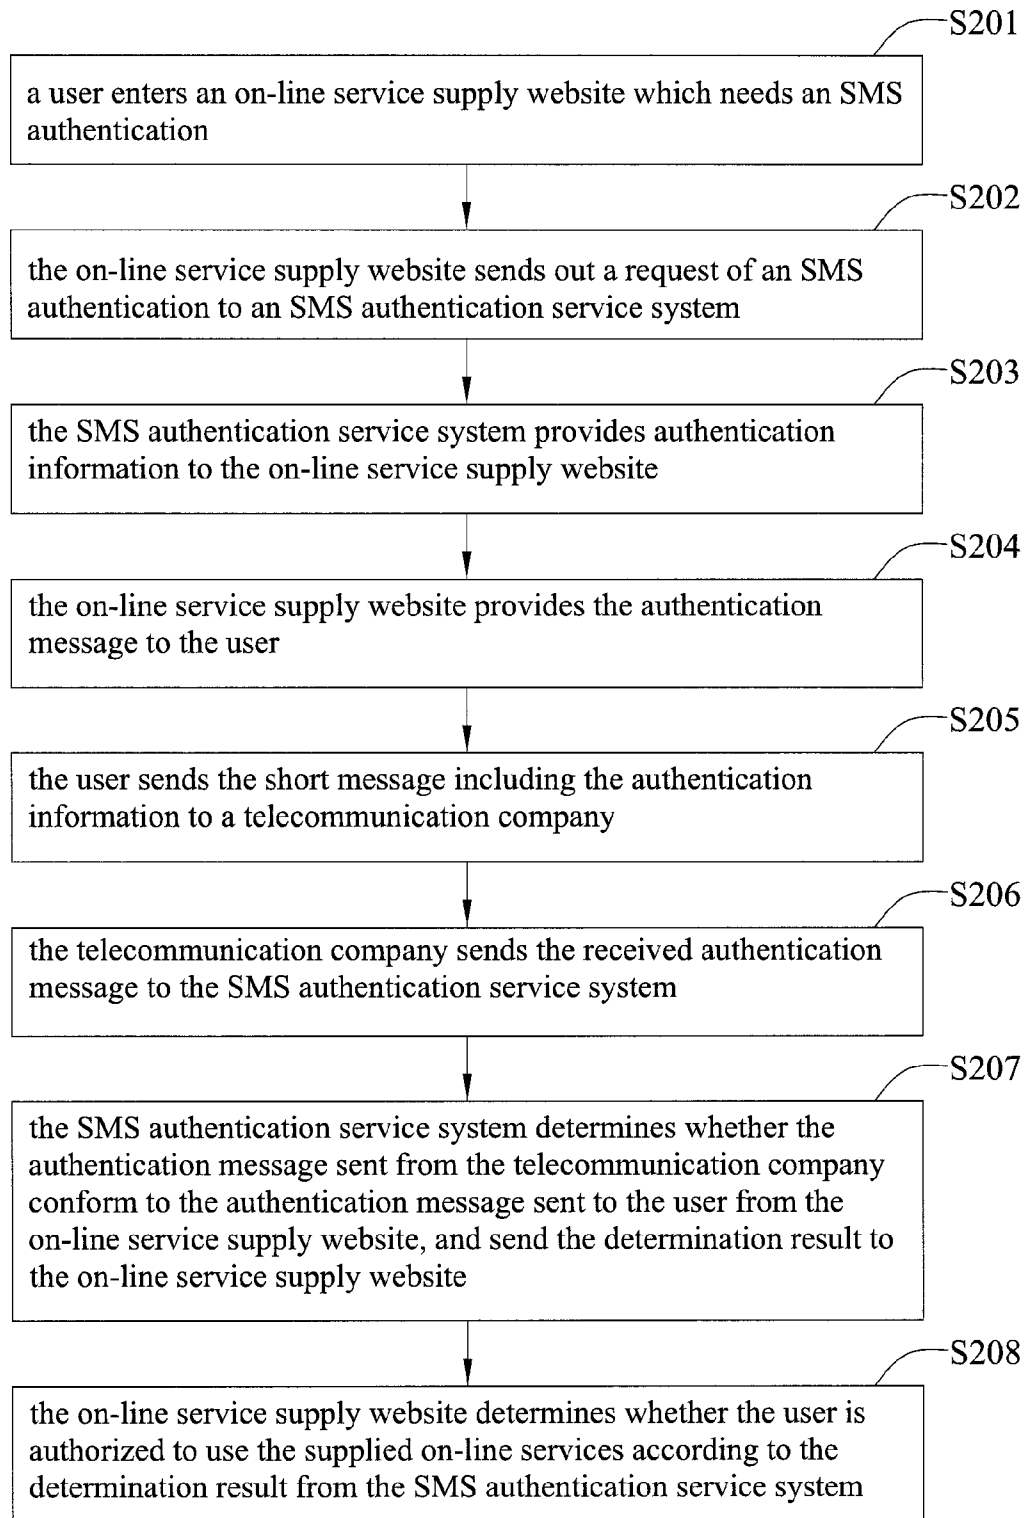 S201
a user enters an on-line service supply website which needs an SMS
authentication
S202
the on-line service supply website sends out a request of an SMS
authentication to an SMS authentication service system
S203
the SMS authentication service system provides authentication
information to the on-line service supply website
S204
the on-line service supply website provides the authentication
message to the user
S205
the user sends the short message including the authentication
information to a telecommunication company
S206
the telecommunication company sends the received authentication
message to the SMS authentication service system
S207
the SMS authentication service system determines whether the
authentication message sent from the telecommunication company
conform to the authentication message sent to the user from the
on-line service supply website, and send the determination result to
the on-line service supply website
S208
the on-line service supply website determines whether the user is
authorized to use the supplied on-line services according to the
determination result from the SMS authentication service system